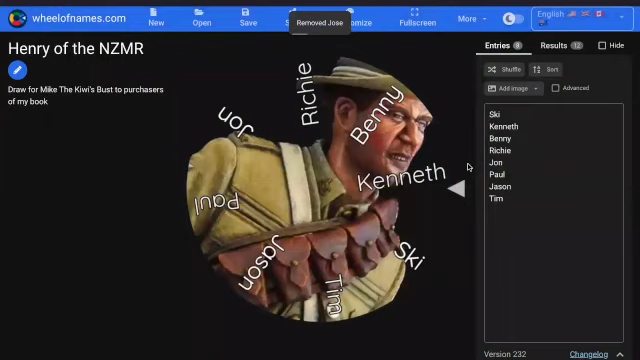 wheelofnames.com
New
Open
Save
Removed Jose
Fullscreen
More
English
Henry of the NZMR
Draw for Mike The Kiwi's Bust to purchasers
of my book
Entries
Results 12
Hide
Shuffle
Sort
Add image
Advanced
Ski
Kenneth
Benny
Richie
Jon
Paul
Jason
Tim
Richie
Benny
Jon
Kenneth
Paul
Jason
Ski
Tim
Version 232
Changelog